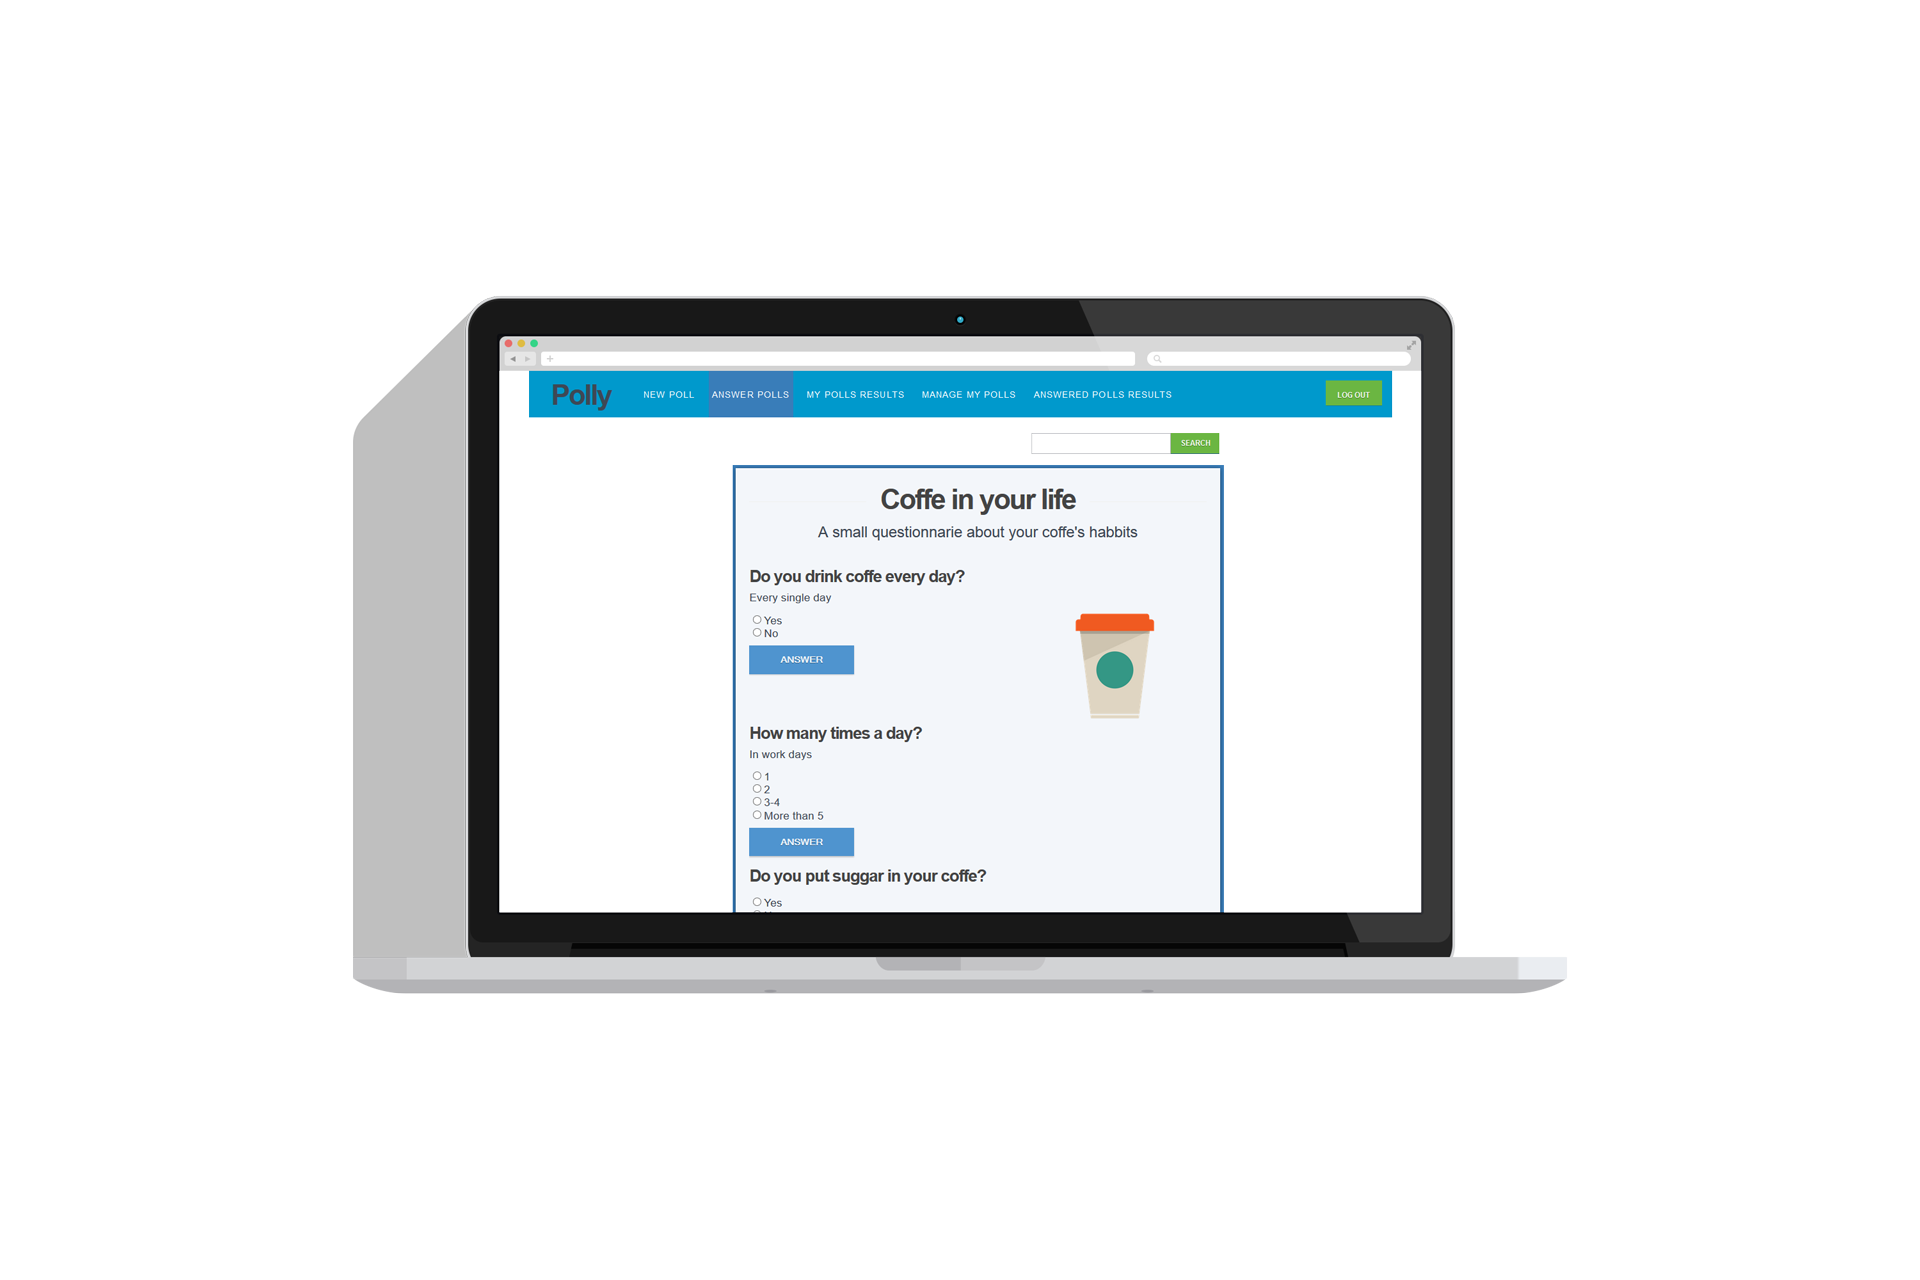 Polly
NEW POLL
ANSWER POLLS
MY POLLS RESULTS
MANAGE MY POLLS
ANSWERED POLLS RESULTS
LOG OUT
SEARCH
Coffe in your life
A small questionnarie about your coffe's habbits
Do you drink coffe every day?
Every single day
Yes
No
ANSWER
How many times a day?
In work days
1
2
3-4
More than 5
ANSWER
Do you put suggar in your coffe?
Yes